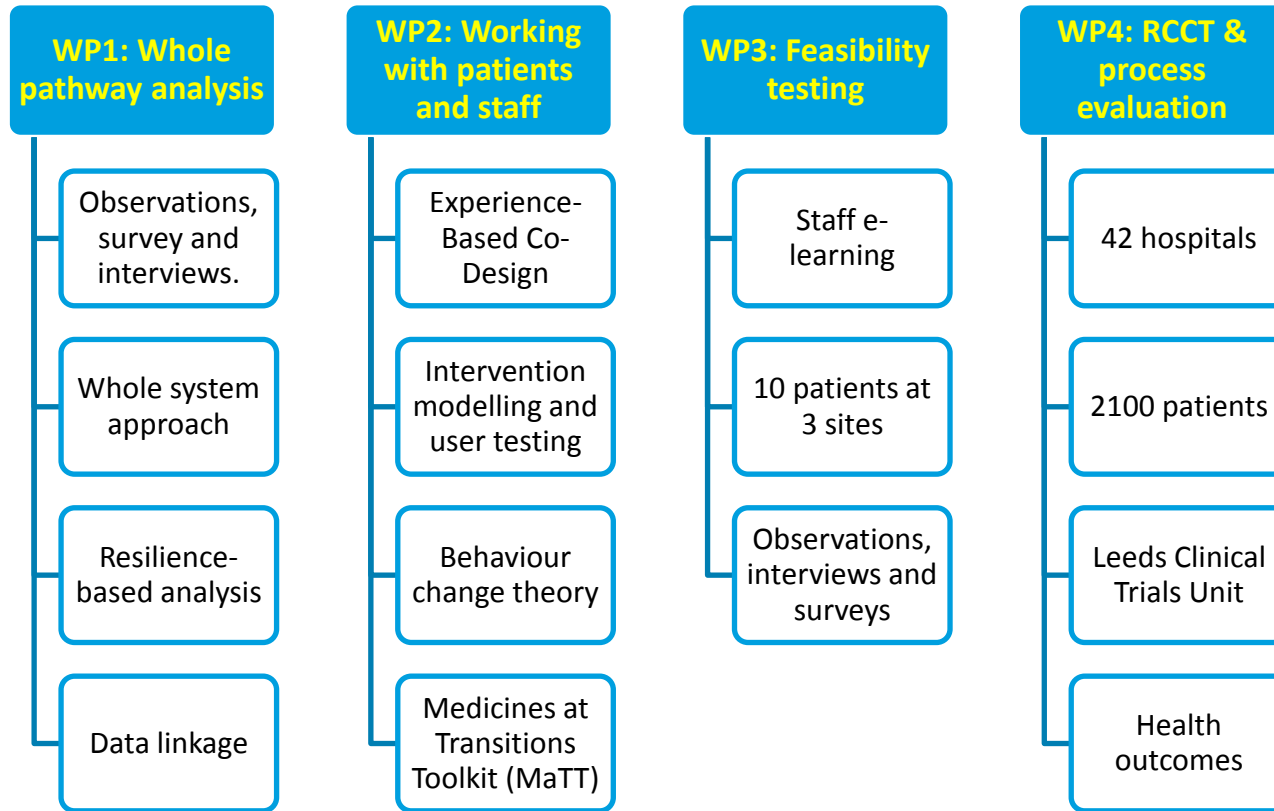 WP1: Whole
pathway analysis
Observations,
survey and
interviews.
Whole system
approach
Resilience-
based analysis
Data linkage
WP2: Working
with patients
and staff
Experience-
Based Co-
Design
Intervention
modelling and
user testing
Behaviour
change theory
Medicines at
Transitions
Toolkit (MaTT)
WP3: Feasibility
testing
Staff e-
learning
10 patients at
3 sites
Observations,
interviews and
surveys
WP4: RCCT &
process
evaluation
42 hospitals
2100 patients
Leeds Clinical
Trials Unit
Health
outcomes